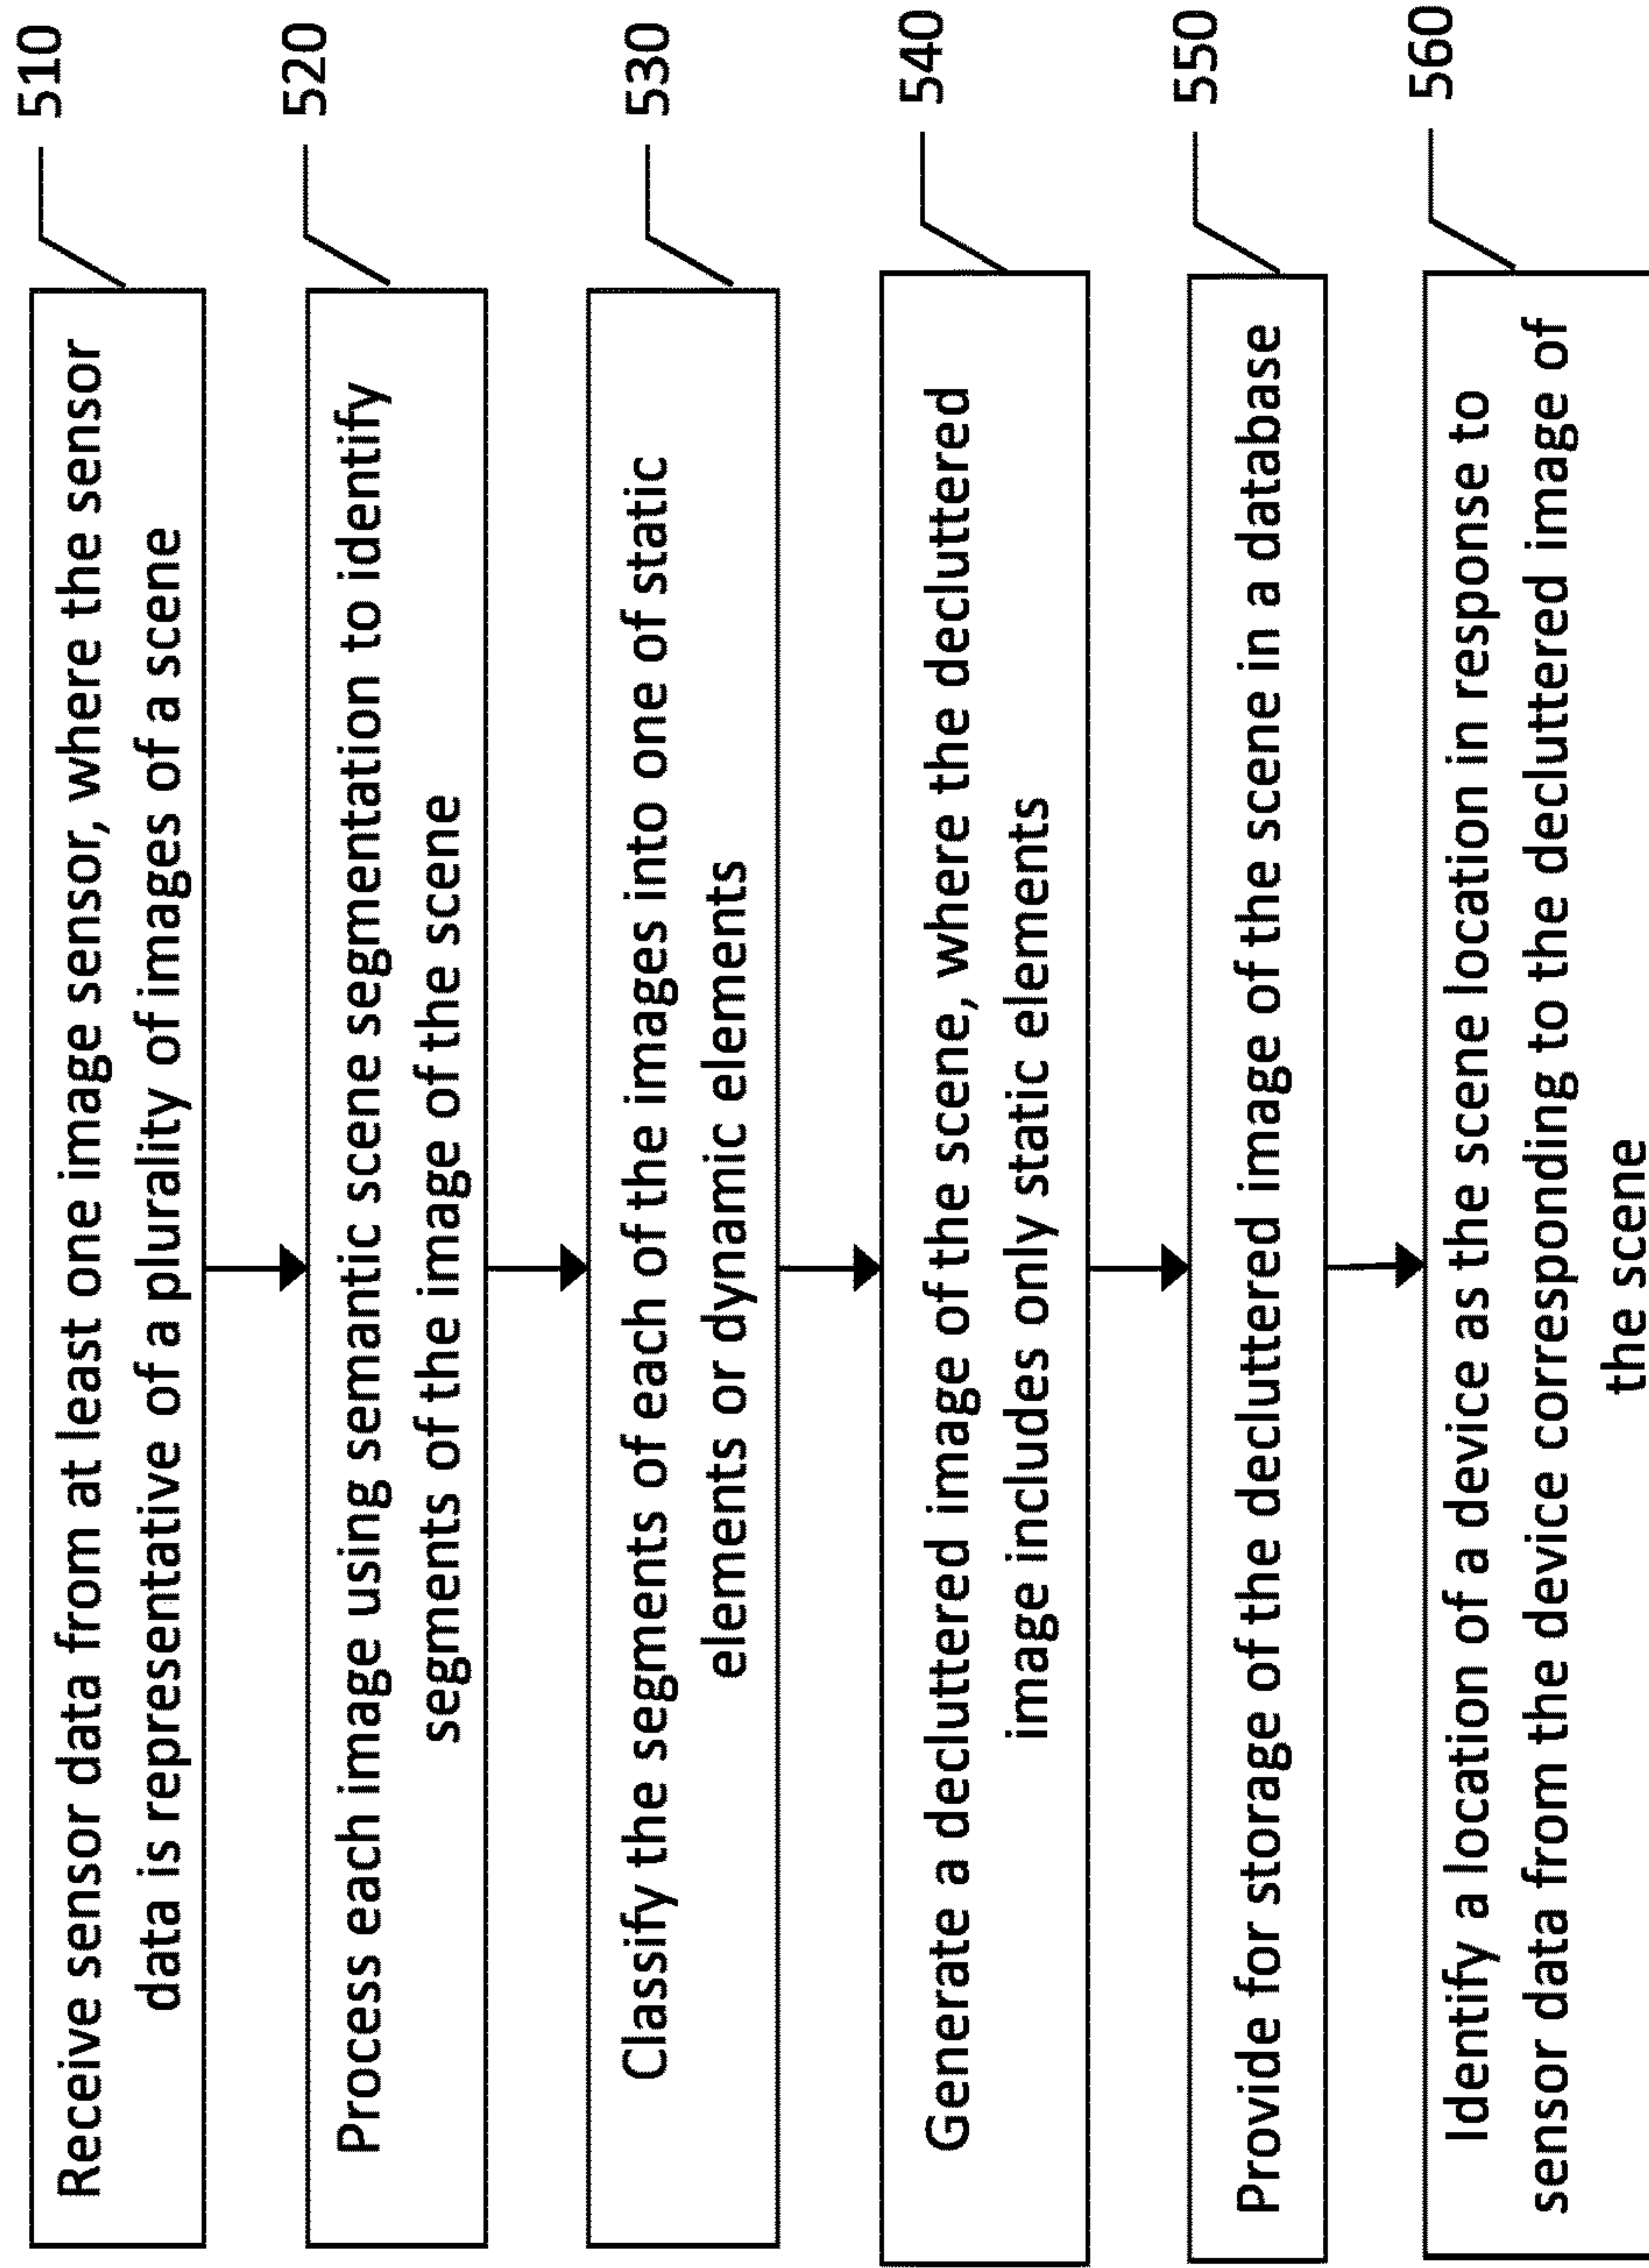 510
Receive sensor data from at least one image sensor, where the sensor
data is representative of a plurality of images of a scene
520
Process each image using semantic scene segmentation to identify
segments of the image of the scene
530
Classify the segments of each of the images into one of static
elements or dynamic elements
540
Generate a decluttered image of the scene, where the decluttered
image includes only static elements
550
Provide for storage of the decluttered image of the scene in a database
560
Identify a location of a device as the scene location in response to
sensor data from the device corresponding to the decluttered image of
the scene